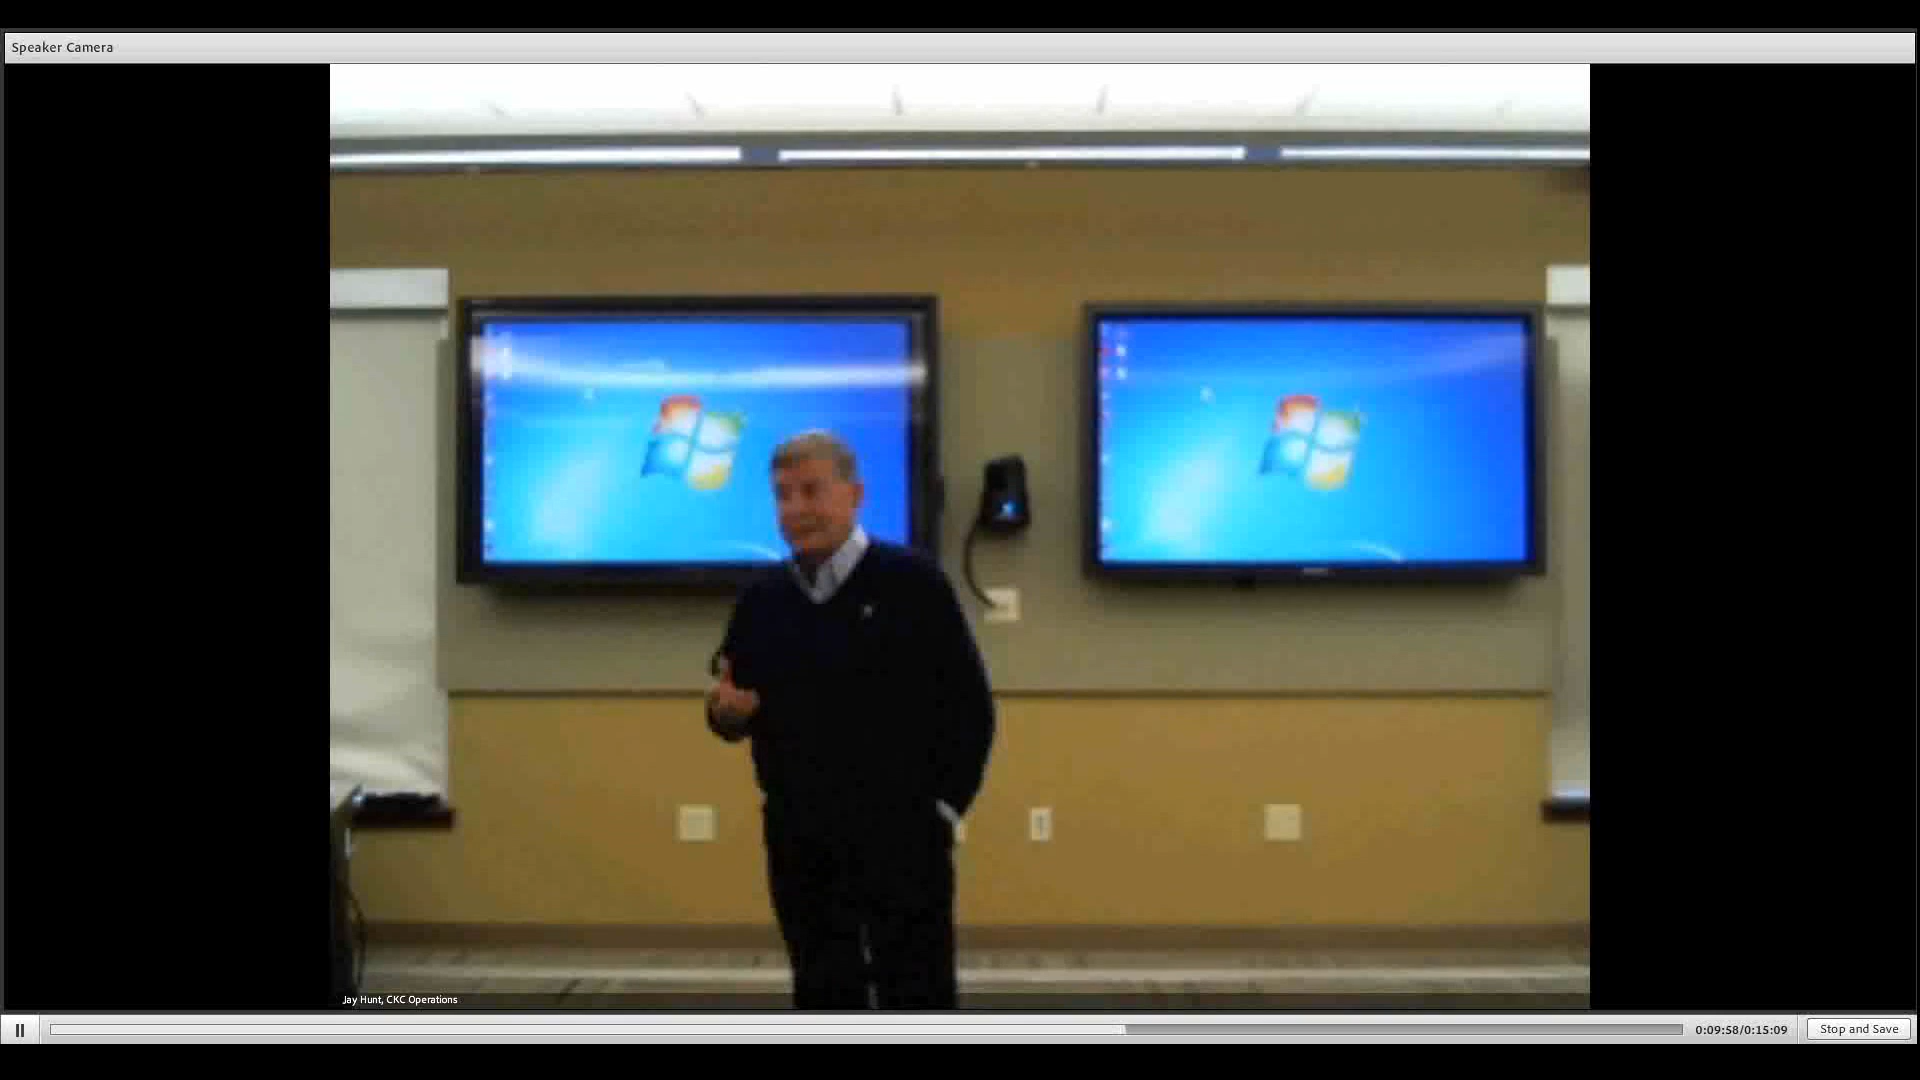 Speaker Camera
Jay Hunt, CKC Operations
0:09:58/0:15:09
Stop and Save